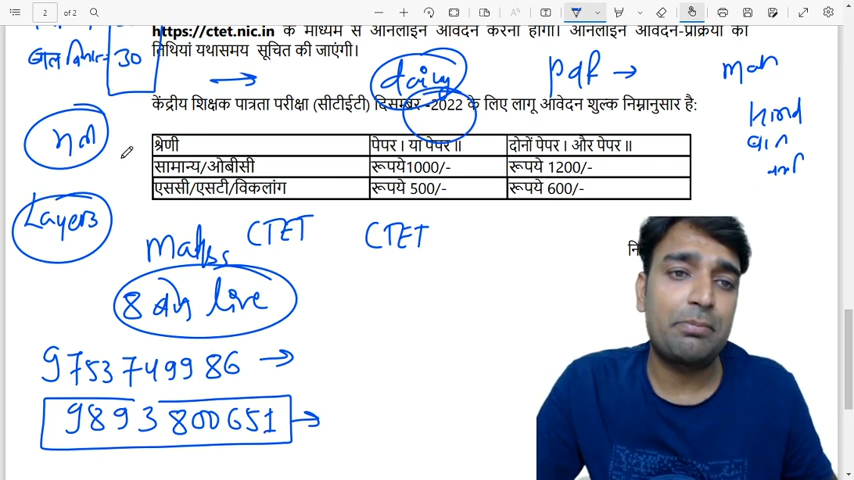 2 of 2
https://ctet.nic.in के माध्यम से ऑनलाइन आवेदन करना होगा। ऑनलाइन आवेदन-प्रक्रिया की
तिथियां यथासमय सूचित की जाएंगी।
30
daily
pdf →
केंद्रीय शिक्षक पात्रता परीक्षा (सीटीईटी) दिसम्बर -2022 के लिए लागू आवेदन शुल्क निम्नानुसार है:
श्रेणी पेपर I या पेपर II दोनों पेपर I और पेपर II
सामान्य/ओबीसी रूपये1000/- रूपये 1200/-
एससी/एसटी/विकलांग रूपये 500/- रूपये 600/-
Layers
Maths CTET CTET
8 बजे live
नि
9753749986 →
9893800651 →